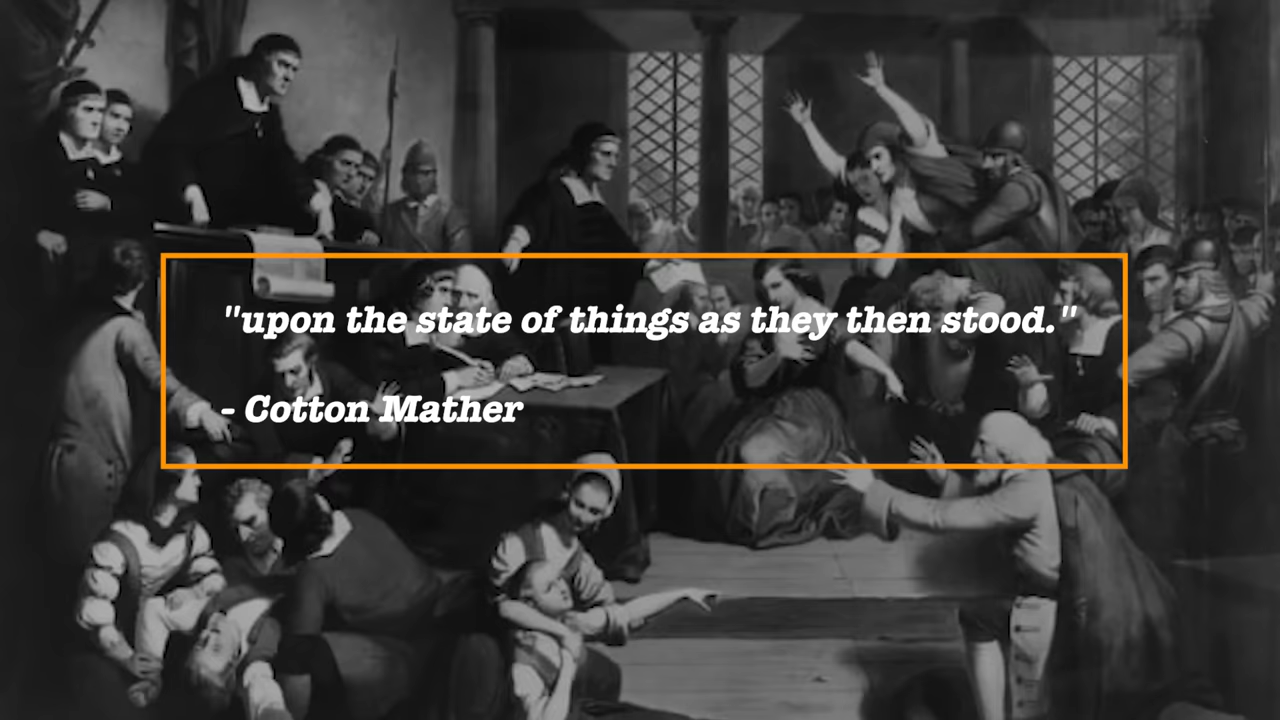 "upon the state of things as they then stood."
- Cotton Mather